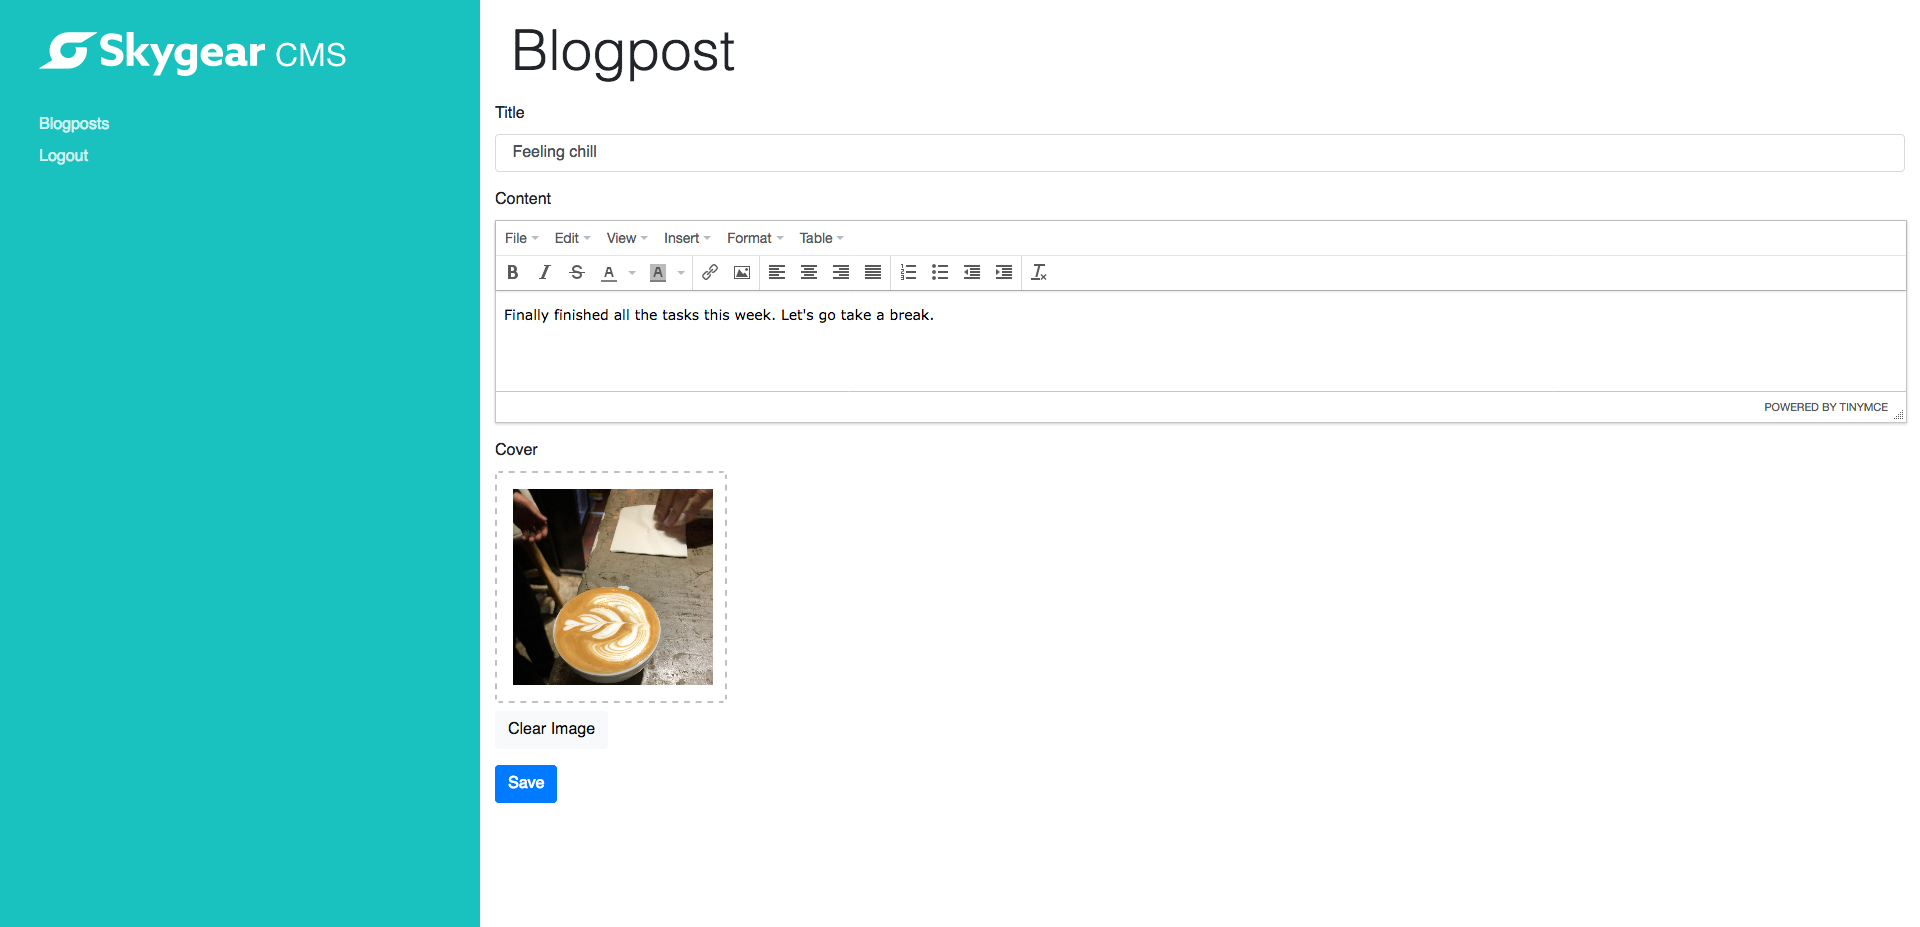 Skygear CMS
Blogposts
Logout
Blogpost
Title
Feeling chill
Content
File Edit View Insert Format Table
B I S A A
Finally finished all the tasks this week. Let's go take a break.
POWERED BY TINYMCE
Cover
Clear Image
Save